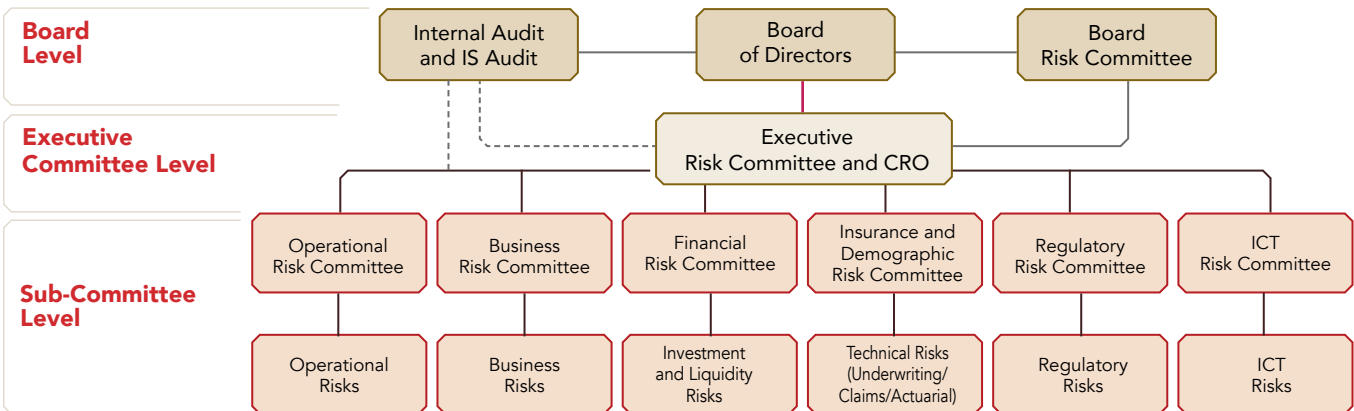 Board
Level
Internal Audit
and IS Audit
Board
of Directors
Board
Risk Committee
Executive
Committee Level
Executive
Risk Committee and CRO
Sub-Committee
Level
Operational
Risk Committee
Business
Risk Committee
Financial
Risk Committee
Insurance and
Demographic
Risk Committee
Regulatory
Risk Committee
ICT
Risk Committee
Operational
Risks
Business
Risks
Investment
and Liquidity
Risks
Technical Risks
(Underwriting/
Claims/Actuarial)
Regulatory
Risks
ICT
Risks